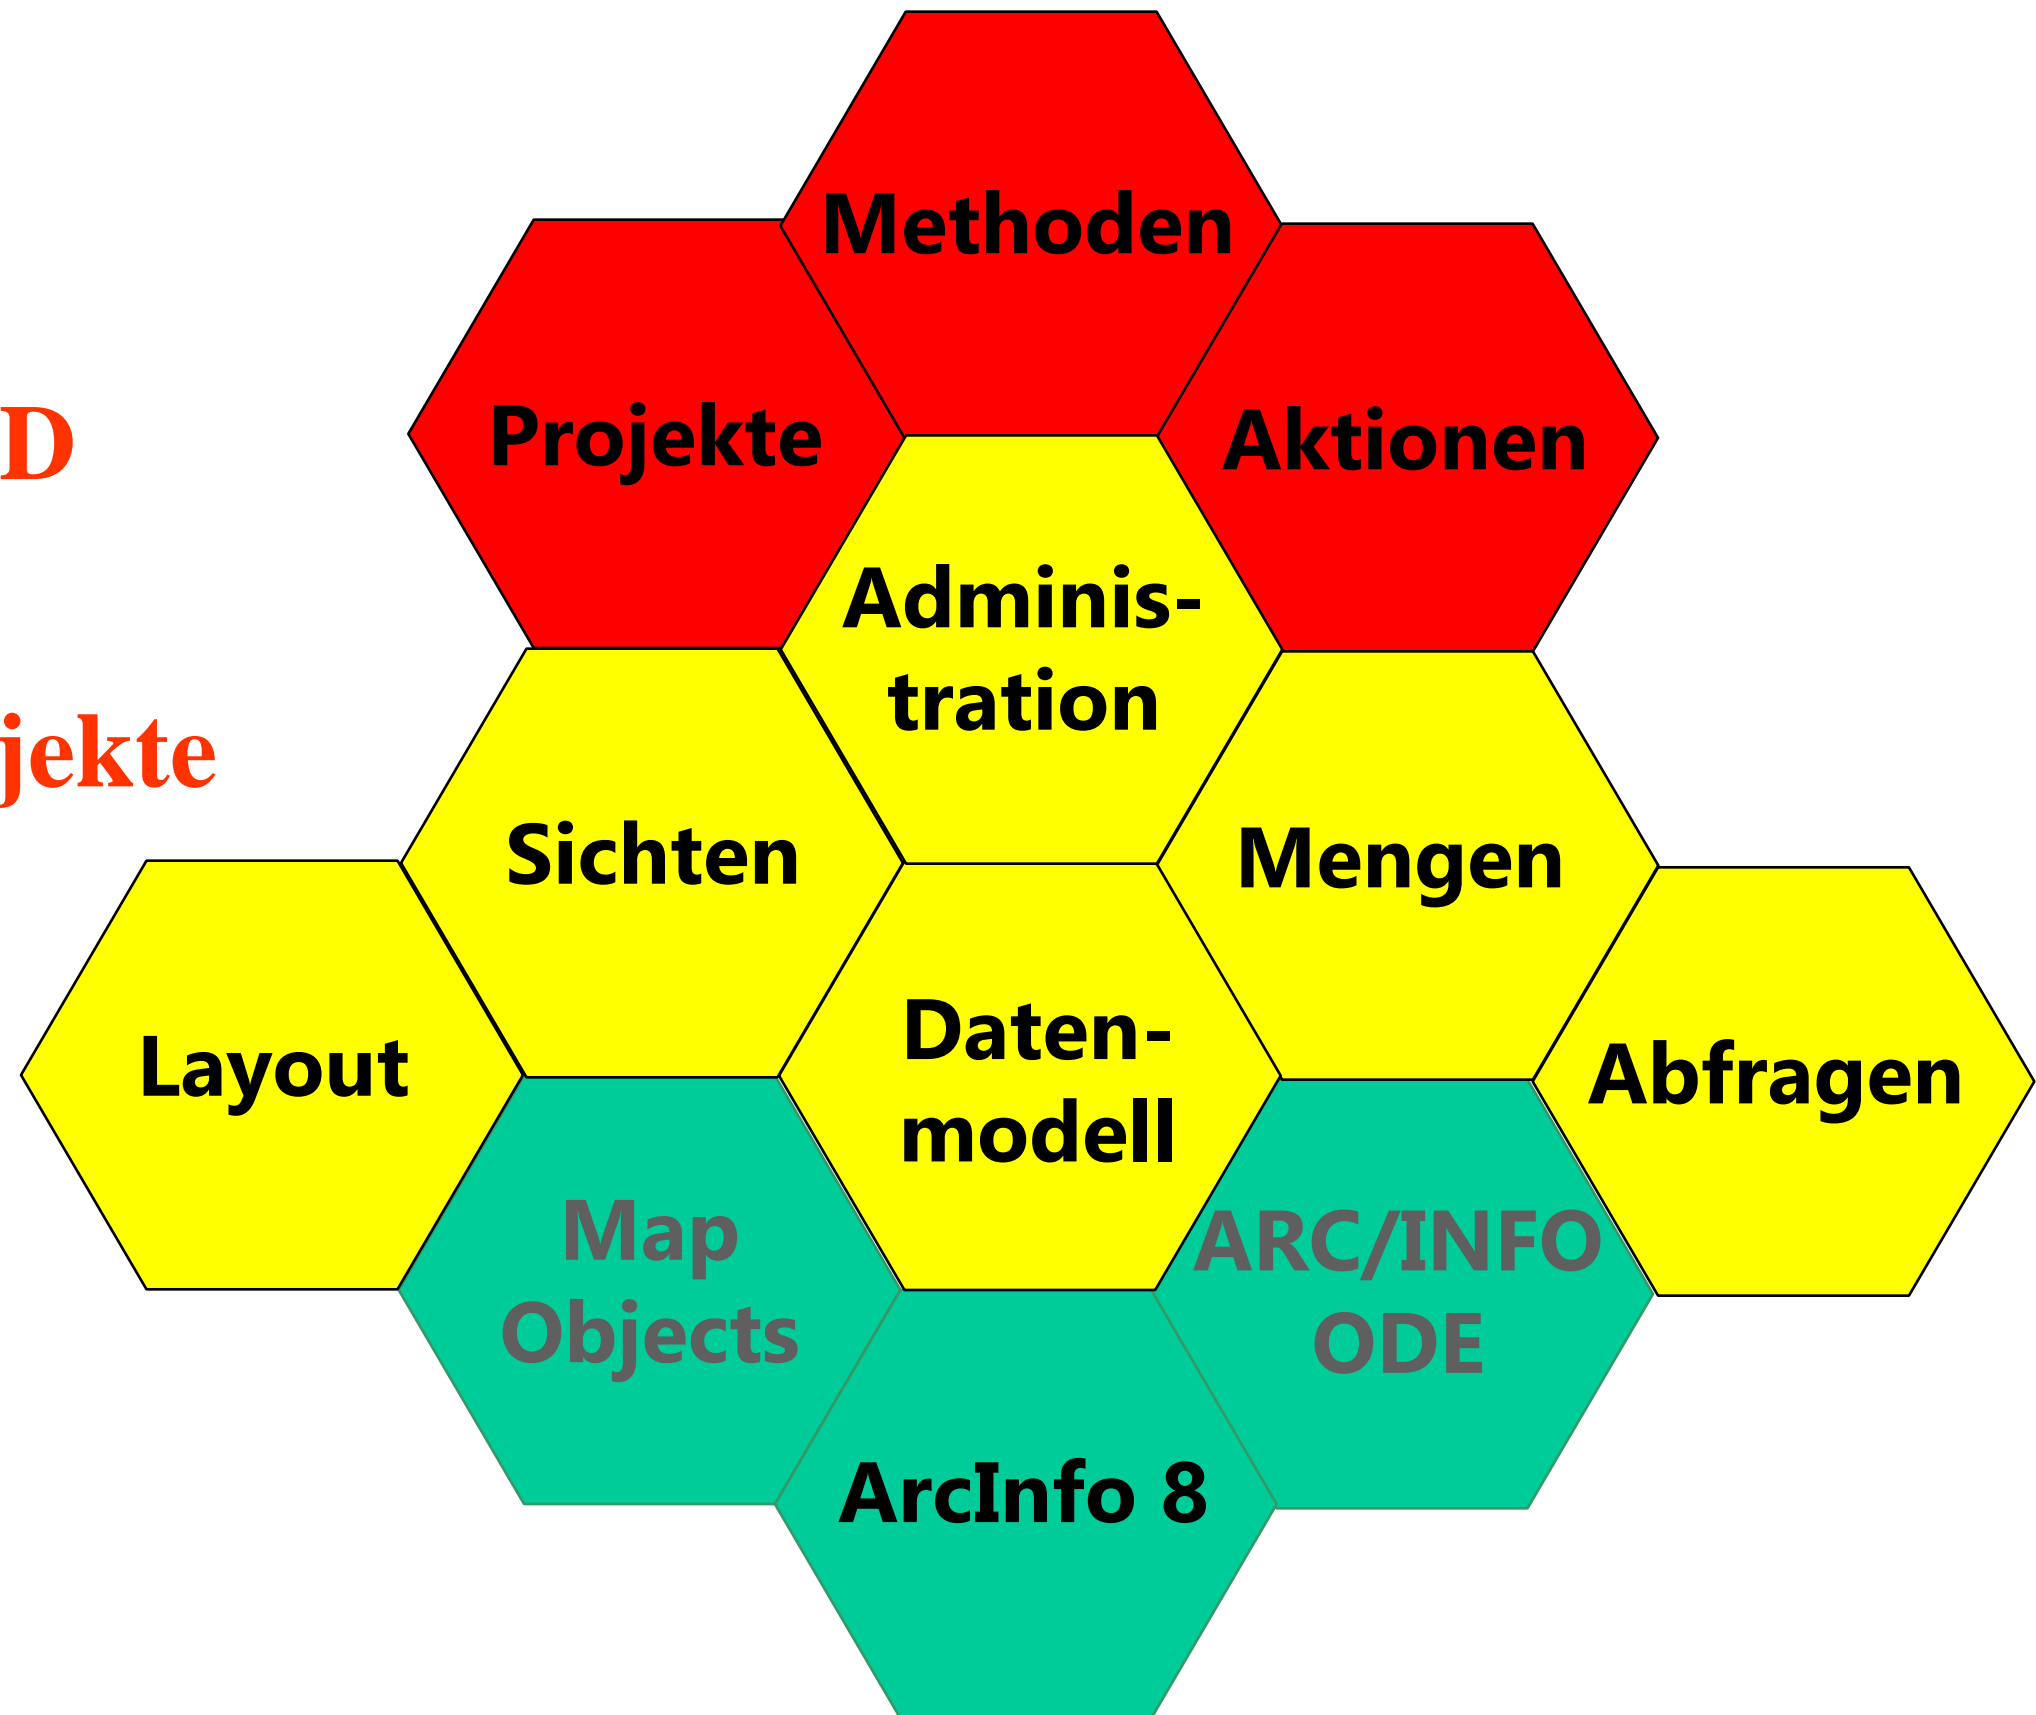 Methoden
Projekte
Aktionen
D
Adminis-
tration
jekte
Sichten
Mengen
Layout
Daten-
modell
Abfragen
Map
Objects
ARC/INFO
ODE
ArcInfo 8